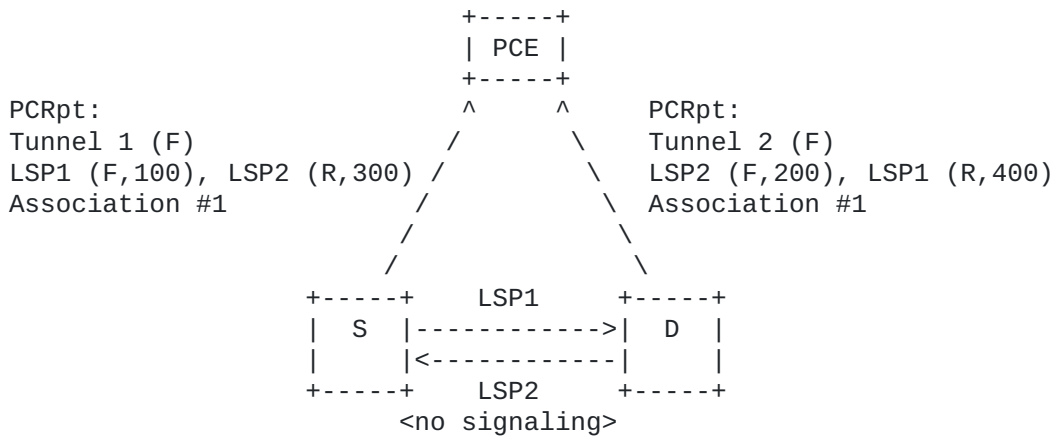 PCE
PCRpt:
Tunnel 1 (F)
LSP1 (F,100), LSP2 (R,300)
Association #1
PCRpt:
Tunnel 2 (F)
LSP2 (F,200), LSP1 (R,400)
Association #1
LSP1
S
D
LSP2
<no signaling>